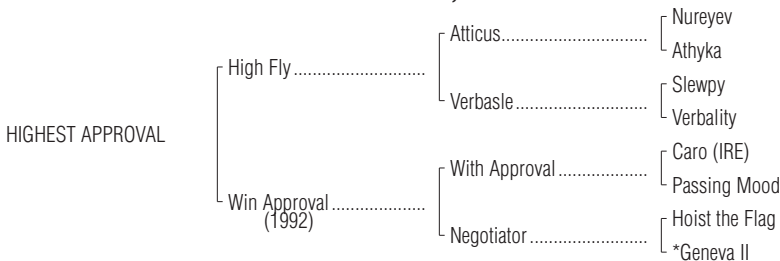 Nureyev
Atticus..............................
Athyka
High Fly............................
Slewpy
Verbasle............................
Verbality
HIGHEST APPROVAL
Caro (IRE)
With Approval...................
Passing Mood
Win Approval....................
(1992)
Hoist the Flag
Negotiator.........................
*Geneva II